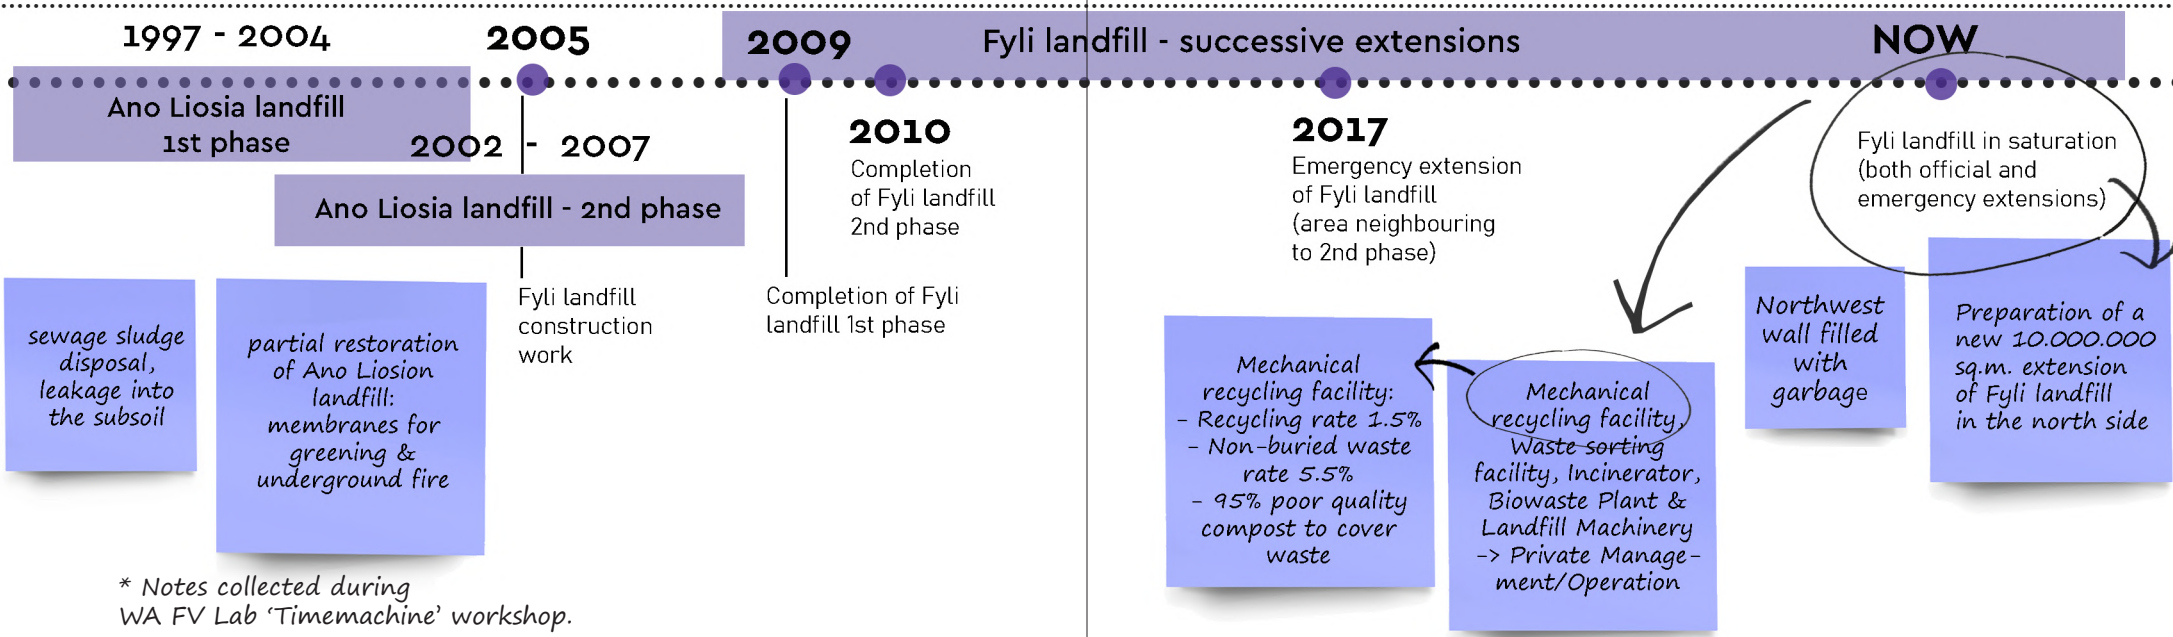 1997 - 2004
2005
2009
Fyli landfill - successive extensions
NOW
Ano Liosia landfill
1st phase
2002 - 2007
Ano Liosia landfill - 2nd phase
2010
Completion
of Fyli landfill
2nd phase
2017
Emergency extension
of Fyli landfill
(area neighbouring
to 2nd phase)
Fyli landfill in saturation
(both official and
emergency extensions)
Fyli landfill
construction
work
Completion of Fyli
landfill 1st phase
sewage sludge
disposal,
leakage into
the subsoil
partial restoration
of Ano Liosion
landfill:
membranes for
greening &
underground fire
Mechanical
recycling facility:
- Recycling rate 1.5%
- Non-buried waste
rate 5.5%
- 95% poor quality
compost to cover
waste
Mechanical
recycling facility,
Waste sorting
facility, Incinerator,
Biowaste Plant &
Landfill Machinery
-> Private Manage-
ment/Operation
Northwest
wall filled
with
garbage
Preparation of a
new 10.000.000
sq.m. extension
of Fyli landfill
in the north side
* Notes collected during
WA FV Lab ‘Timemachine’ workshop.